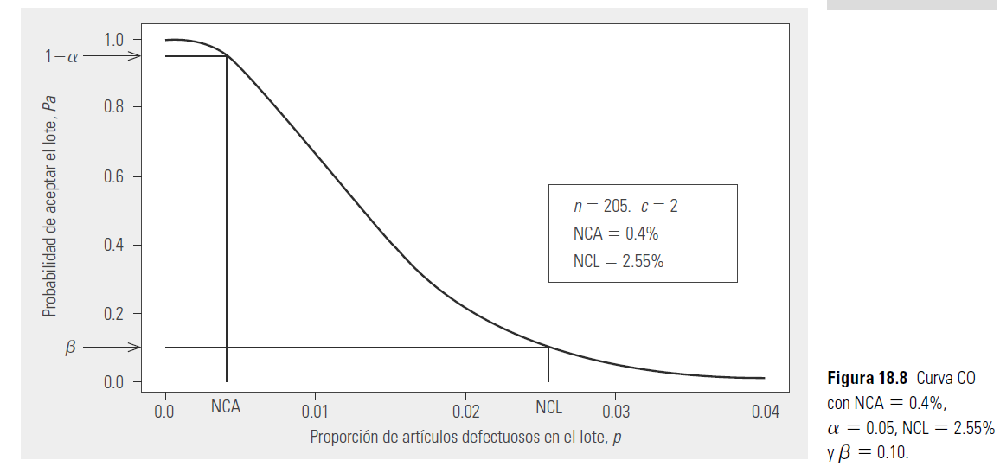 Probabilidad de aceptar el lote, Pa
1.0
1−α
0.8
0.6
0.4
0.2
β
0.0
n = 205. c = 2
NCA = 0.4%
NCL = 2.55%
0.0 NCA 0.01 0.02 NCL 0.03 0.04
Proporción de artículos defectuosos en el lote, p
Figura 18.8 Curva CO
con NCA = 0.4%,
α = 0.05, NCL = 2.55%
y β = 0.10.